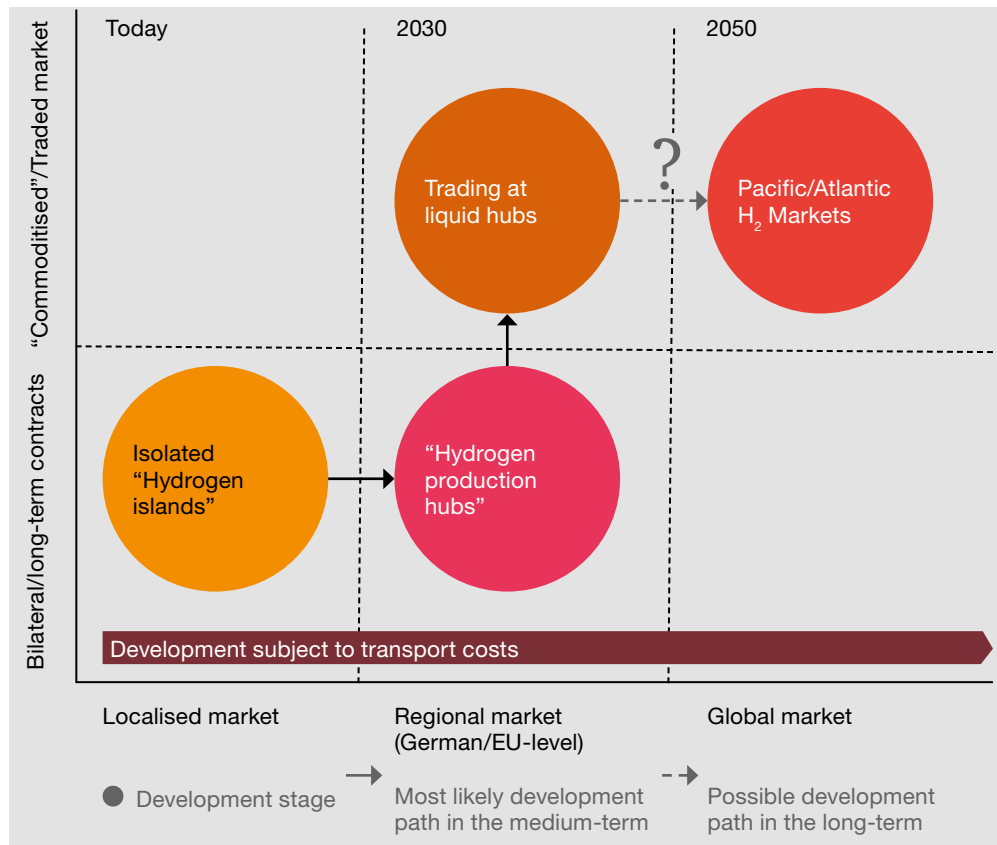 Today
2030
2050
“Commoditised”/Traded market
Bilateral/long-term contracts
Trading at
liquid hubs
?
Pacific/Atlantic
H2 Markets
Isolated
“Hydrogen
islands”
“Hydrogen
production
hubs”
Development subject to transport costs
Localised market
Regional market
(German/EU-level)
Global market
Development stage
Most likely development
path in the medium-term
Possible development
path in the long-term